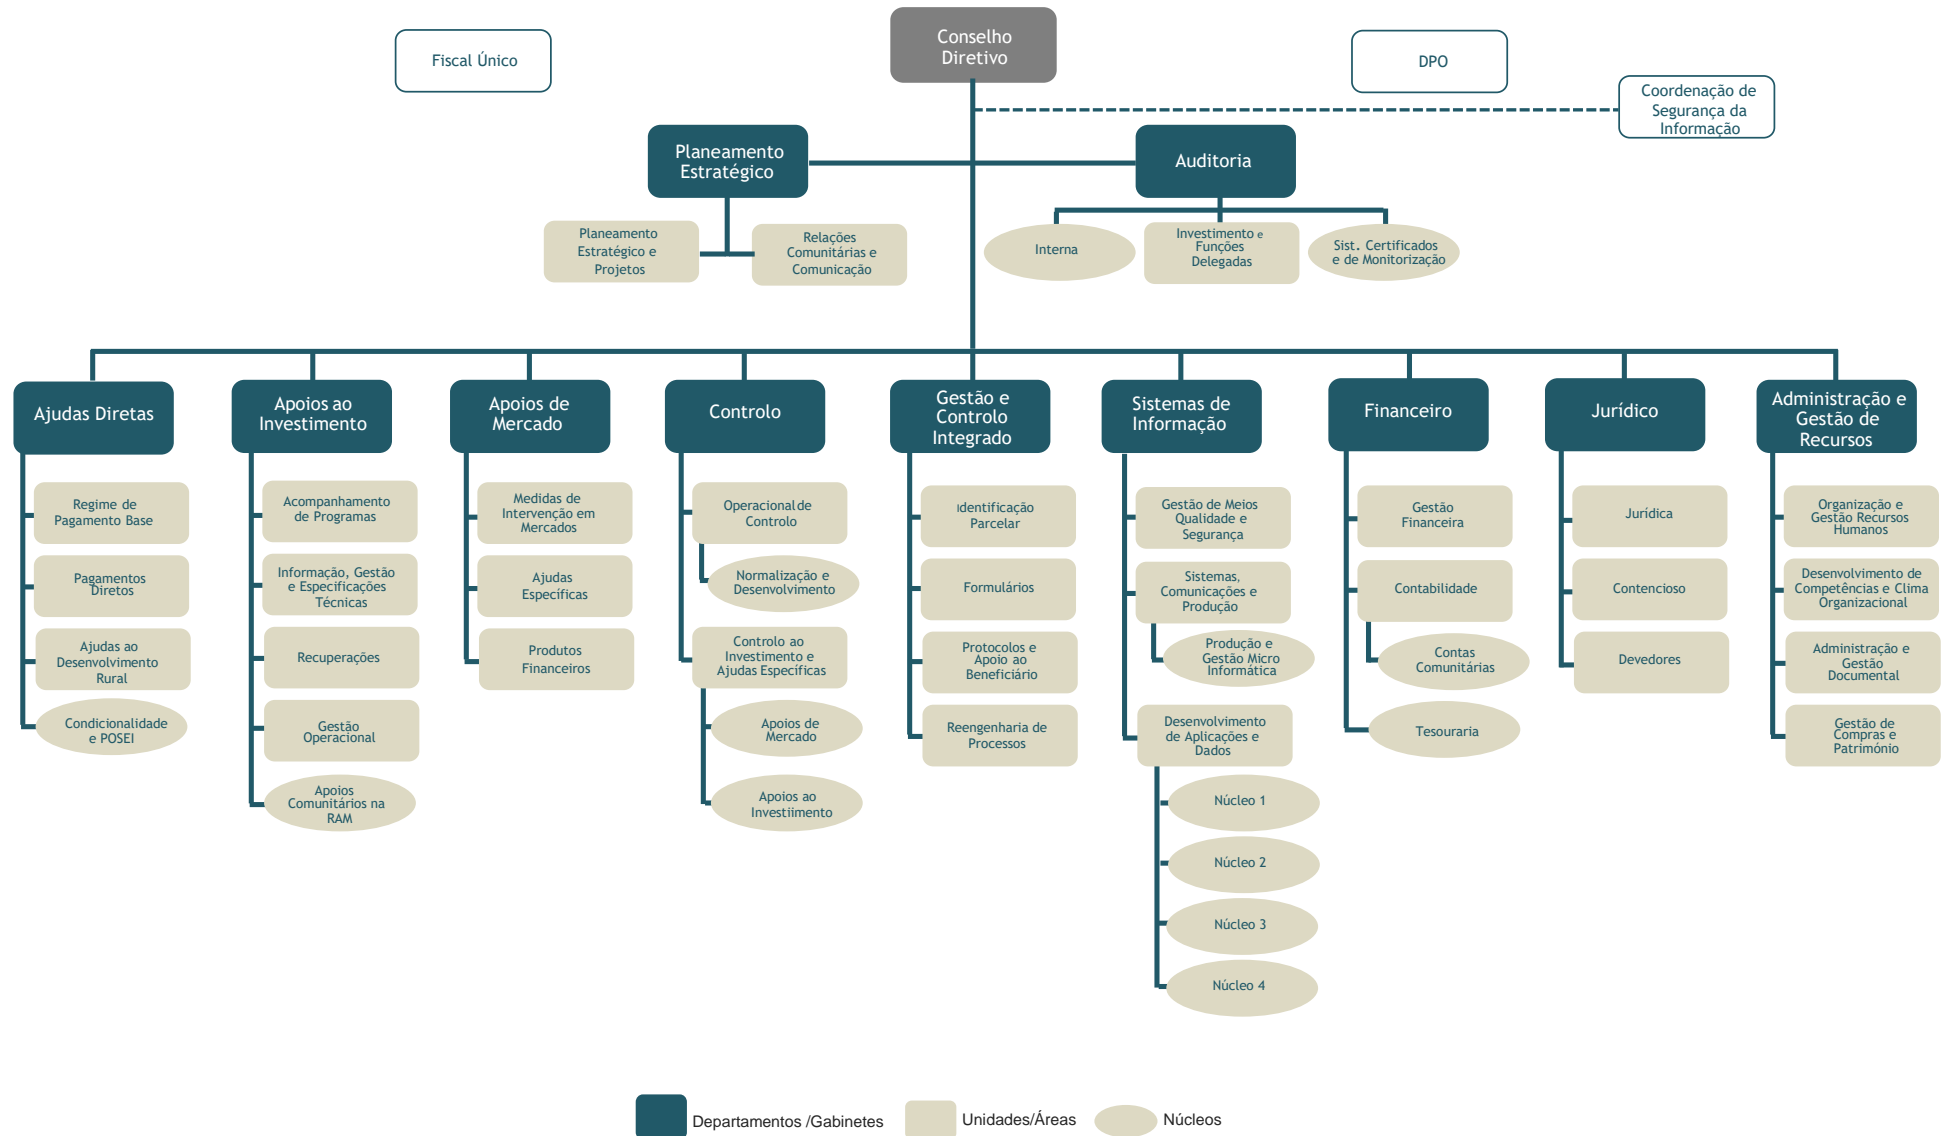 Conselho
Diretivo
Fiscal Único
DPO
Coordenação de
Segurança da
Informação
Planeamento
Estratégico
Auditoria
Planeamento
Estratégico e
Projetos
Relações
Comunitárias e
Comunicação
Interna
Investimento e
Funções
Delegadas
Sist. Certificados
e de Monitorização
Ajudas Diretas
Regime de
Pagamento Base
Pagamentos
Diretos
Ajudas ao
Desenvolvimento
Rural
Condicionalidade
e POSEI
Apoios ao
Investimento
Acompanhamento
de Programas
Informação, Gestão
e Especificações
Técnicas
Recuperações
Gestão
Operacional
Apoios
Comunitários na
RAM
Apoios de
Mercado
Medidas de
Intervenção em
Mercados
Ajudas
Específicas
Produtos
Financeiros
Controlo
Operacional de
Controlo
Normalização e
Desenvolvimento
Controlo ao
Investimento e
Ajudas Específicas
Apoios de
Mercado
Apoios ao
Investiimento
Gestão e
Controlo
Integrado
Identificação
Parcelar
Formulários
Protocolos e
Apoio ao
Beneficiário
Reengenharia de
Processos
Sistemas de
Informação
Gestão de Meios
Qualidade e
Segurança
Sistemas,
Comunicações e
Produção
Produção e
Gestão Micro
Informática
Desenvolvimento
de Aplicações e
Dados
Núcleo 1
Núcleo 2
Núcleo 3
Núcleo 4
Financeiro
Gestão
Financeira
Contabilidade
Contas
Comunitárias
Tesouraria
Jurídico
Jurídica
Contencioso
Devedores
Administração e
Gestão de
Recursos
Organização e
Gestão Recursos
Humanos
Desenvolvimento de
Competências e Clima
Organizacional
Administração e
Gestão
Documental
Gestão de
Compras e
Património
Departamentos /Gabinetes
Unidades/Áreas
Núcleos